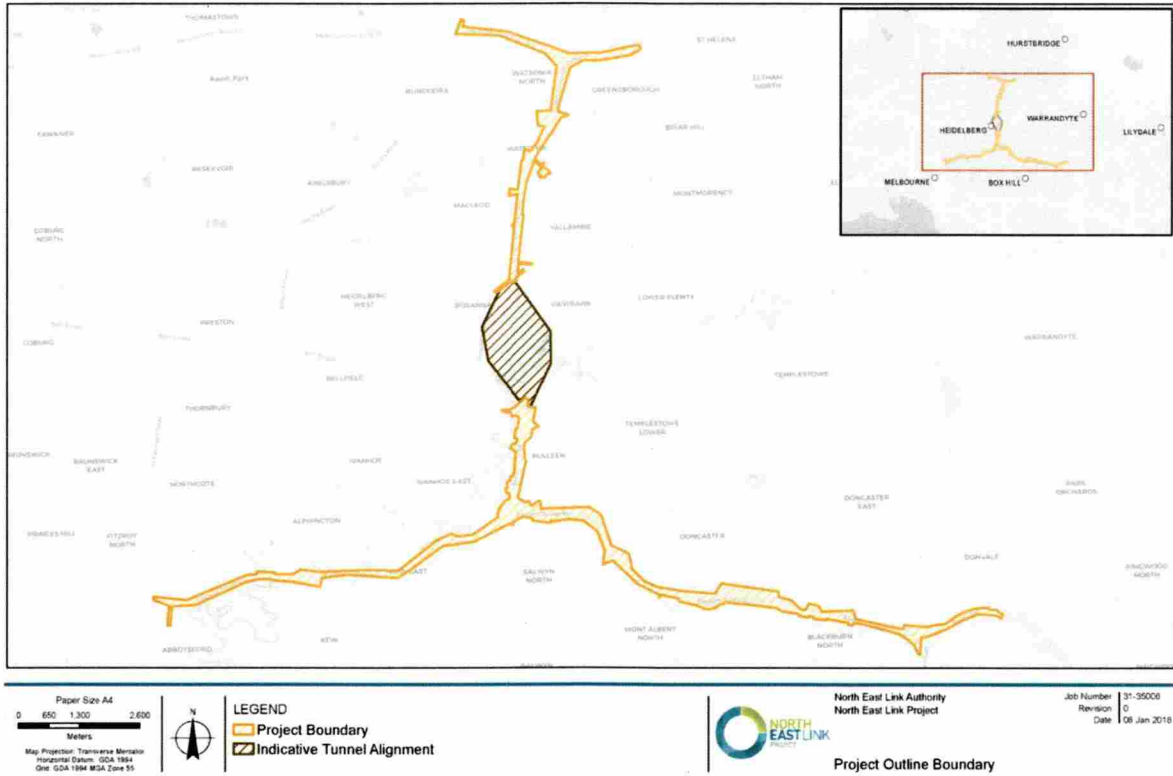 THOMASTOWN
ST HELENA
HURSTBRIDGE
WATSONIA
NORTH
BUNDOORA
GREENSBOROUGH
ELTHAM
NORTH
FAWKNER
BRIAR HILL
HEIDELBERG
WARRANDYTE
LILYDALE
RESERVOIR
KINGSBURY
MACLEOD
MONTMORENCY
MELBOURNE
BOX HILL
COBURG
NORTH
YALLAMBIE
HEIDELBERG
WEST
ROSANNA
VIEWBANK
LOWER PLENTY
PRESTON
COBURG
WARRANDYTE
BELLFIELD
TEMPLESTOWE
THORNBURY
TEMPLESTOWE
LOWER
BRUNSWICK
EAST
IVANHOE
BULLEEN
NORTHCOTE
IVANHOE EAST
DONCASTER
EAST
PARK
ORCHARDS
PRINCES HILL
FITZROY
NORTH
ALPHINGTON
DONCASTER
DONVALE
BALWYN
NORTH
RINGWOOD
NORTH
KEW
MONT ALBERT
NORTH
BLACKBURN
NORTH
ABBOTSFORD
Paper Size A4
0 650 1,300 2,600
Meters
Map Projection: Transverse Mercator
Horizontal Datum: GDA 1994
Grid: GDA 1994 MGA Zone 55
N
LEGEND
Project Boundary
Indicative Tunnel Alignment
NORTH
EAST LINK
PROJECT
North East Link Authority
North East Link Project
Project Outline Boundary
Job Number 31-35006
Revision 0
Date 08 Jan 2018